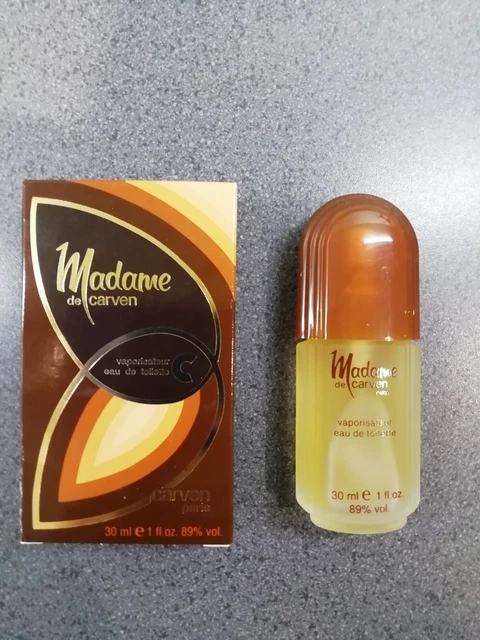 Madame
de carven
vaporisateur
eau de toilette
carven
paris
30 ml e 1 fl oz. 89% vol.
Madame
de carven
vaporisateur
eau de toilette
30 ml e 1 fl oz.
89% vol.